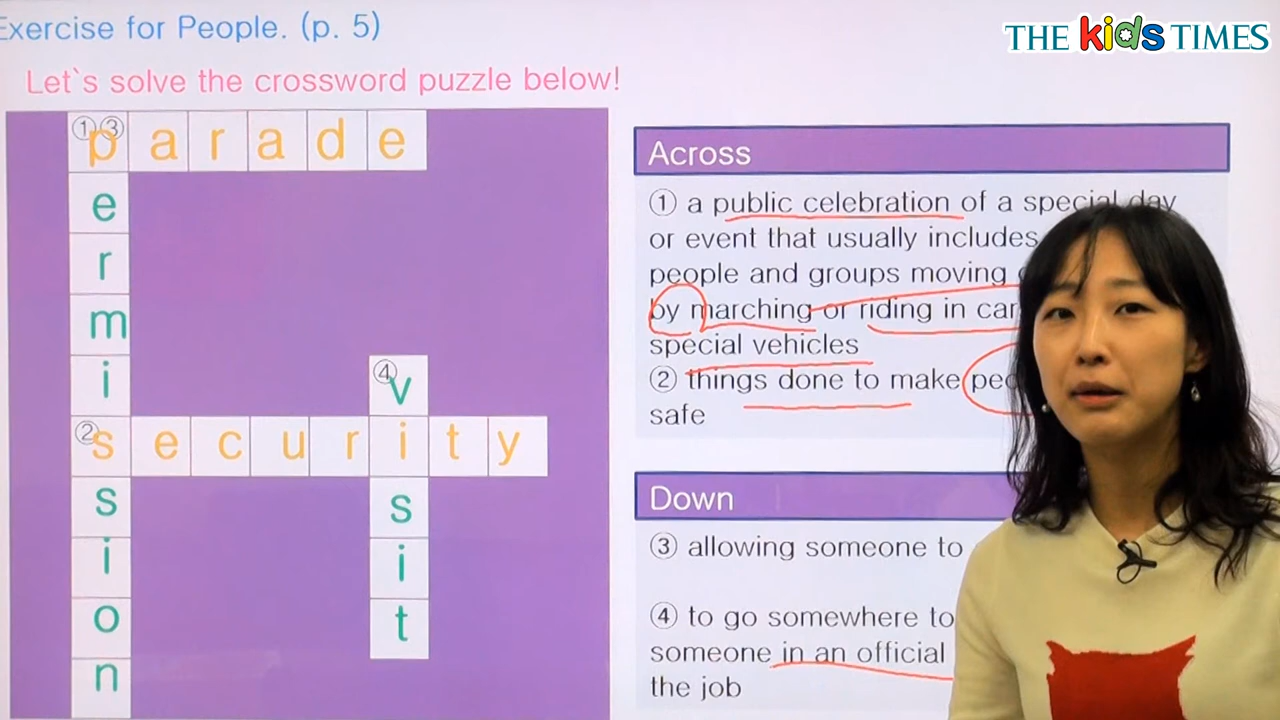 Exercise for People. (p. 5)
THE kids TIMES
Let`s solve the crossword puzzle below!
①③ p a r a d e
e
r
m
i
④ v
② s e c u r i t y
s
s
i
i
o
t
n
Across
① a public celebration of a special day
or event that usually includes
people and groups moving
by marching or riding in car
special vehicles
② things done to make
safe
Down
③ allowing someone to
④ to go somewhere to
someone in an official
the job